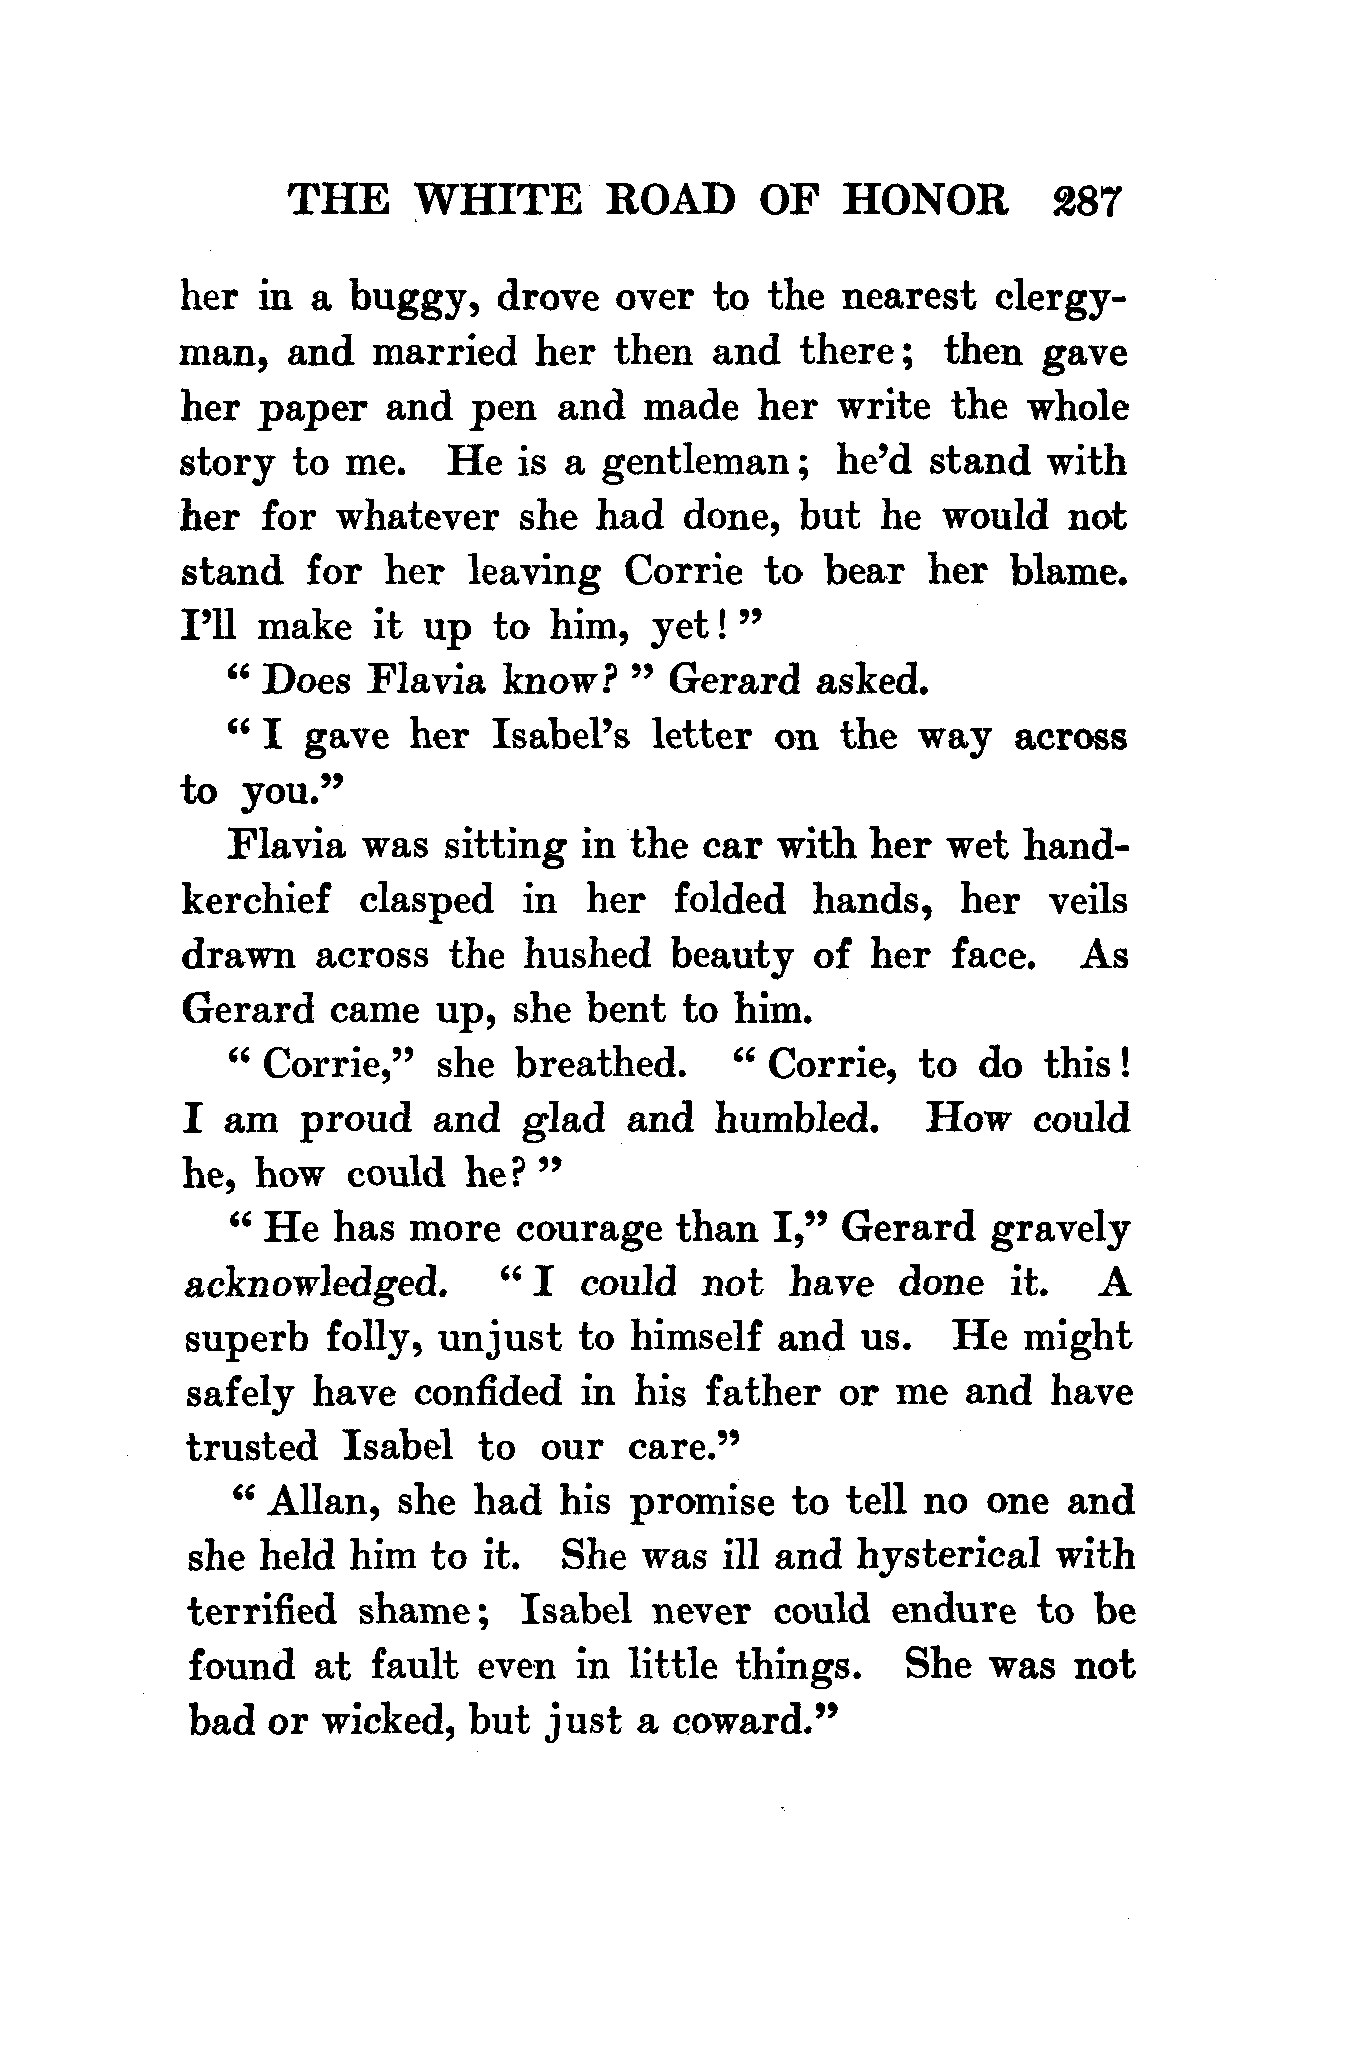 THE WHITE ROAD OF HONOR 287
her in a buggy, drove over to the nearest clergy-
man, and married her then and there; then gave
her paper and pen and made her write the whole
story to me. He is a gentleman; he'd stand with
her for whatever she had done, but he would not
stand for her leaving Corrie to bear her blame.
I'll make it up to him, yet!"
"Does Flavia know?" Gerard asked.
"I gave her Isabel's letter on the way across
to you."
Flavia was sitting in the car with her wet hand-
kerchief clasped in her folded hands, her veils
drawn across the hushed beauty of her face. As
Gerard came up, she bent to him.
"Corrie," she breathed. "Corrie, to do this!
I am proud and glad and humbled. How could
he, how could he?"
"He has more courage than I," Gerard gravely
acknowledged. "I could not have done it. A
superb folly, unjust to himself and us. He might
safely have confided in his father or me and have
trusted Isabel to our care."
"Allan, she had his promise to tell no one and
she held him to it. She was ill and hysterical with
terrified shame; Isabel never could endure to be
found at fault even in little things. She was not
bad or wicked, but just a coward."